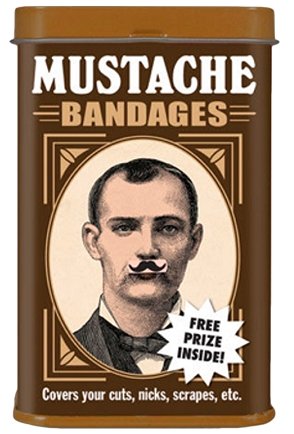 MUSTACHE
BANDAGES
FREE
PRIZE
INSIDE!
Covers your cuts, nicks, scrapes, etc.